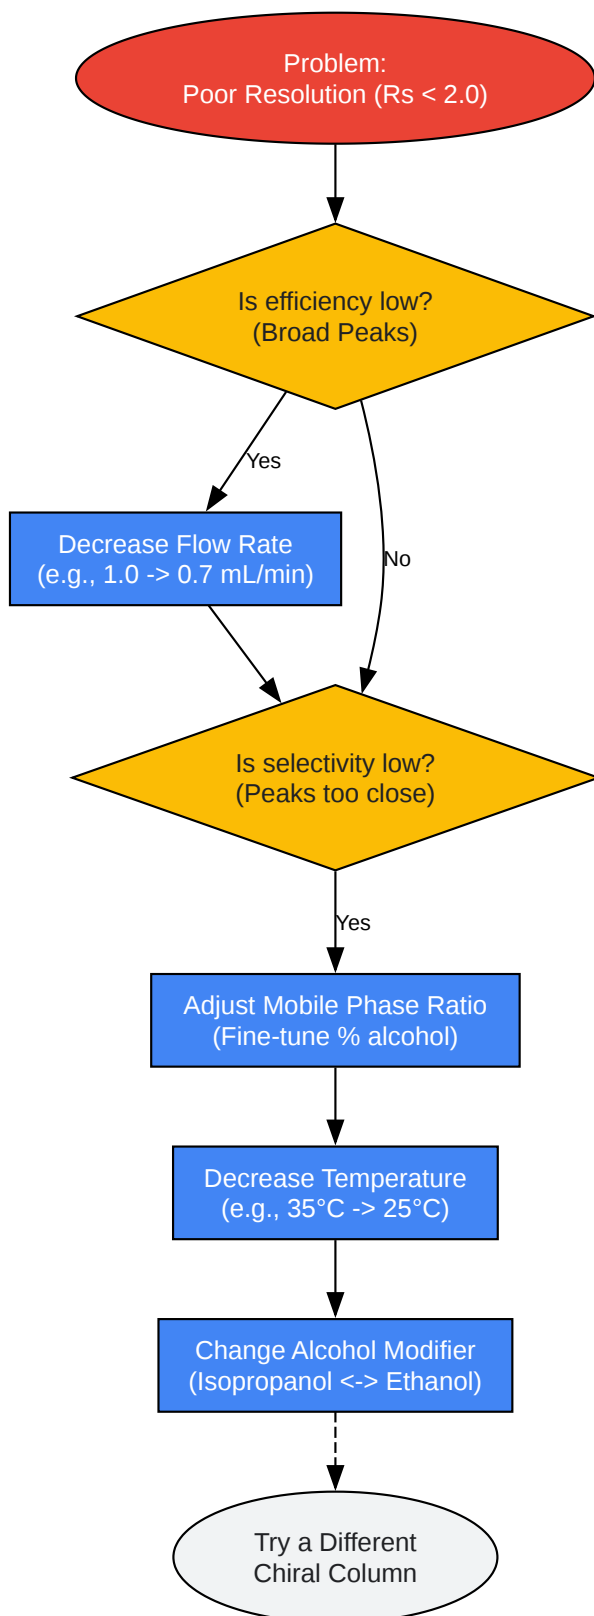 Problem:
Poor Resolution (Rs < 2.0)
Is efficiency low?
(Broad Peaks)
Yes
Decrease Flow Rate
(e.g., 1.0 -> 0.7 mL/min)
No
Is selectivity low?
(Peaks too close)
Yes
Adjust Mobile Phase Ratio
(Fine-tune % alcohol)
Decrease Temperature
(e.g., 35°C -> 25°C)
Change Alcohol Modifier
(Isopropanol <-> Ethanol)
Try a Different
Chiral Column